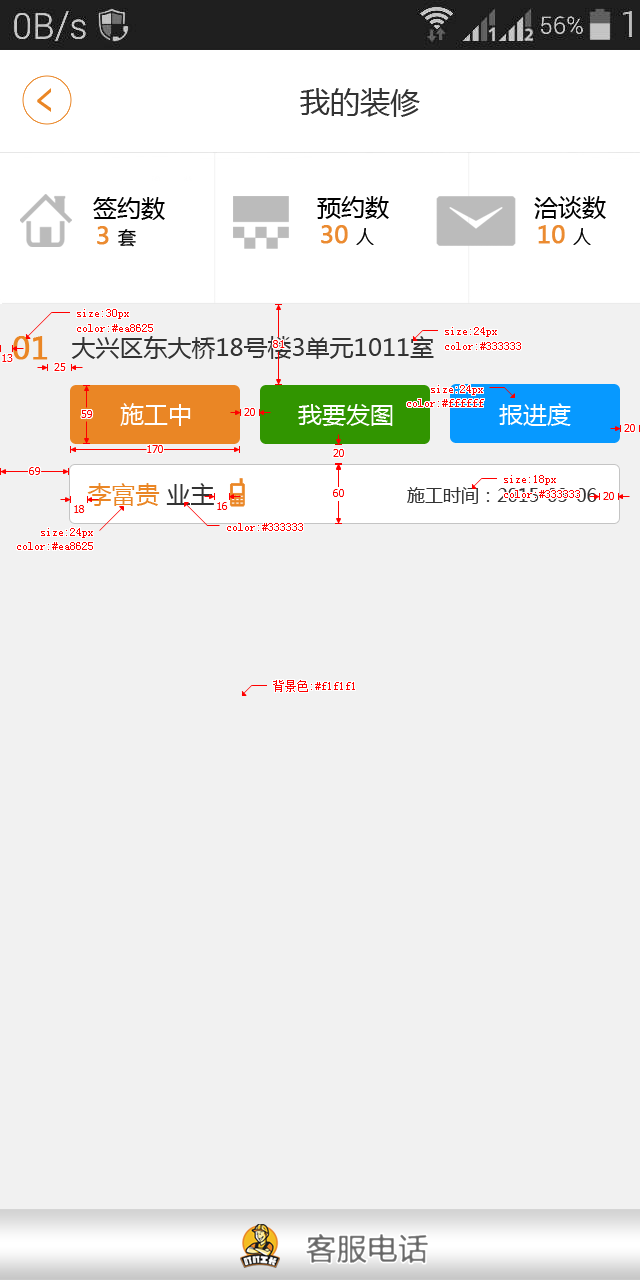 0B/s 1 2 56% 1
我的装修
签约数 预约数 洽谈数
3 套 30 人 10 人
size:30px
color:#ea8625
81
size:24px
color:#333333
01 大兴区东大桥18号楼3单元1011室
13 25
size:24px
color:#ffffff
59 施工中 20 我要发图 报进度 20
170 20
69 60 size:18px
李富贵 业主 施工时间：2015-03-06 color:#333333 20
18 16
size:24px
color:#ea8625
color:#333333
背景色:#f1f1f1
客服电话